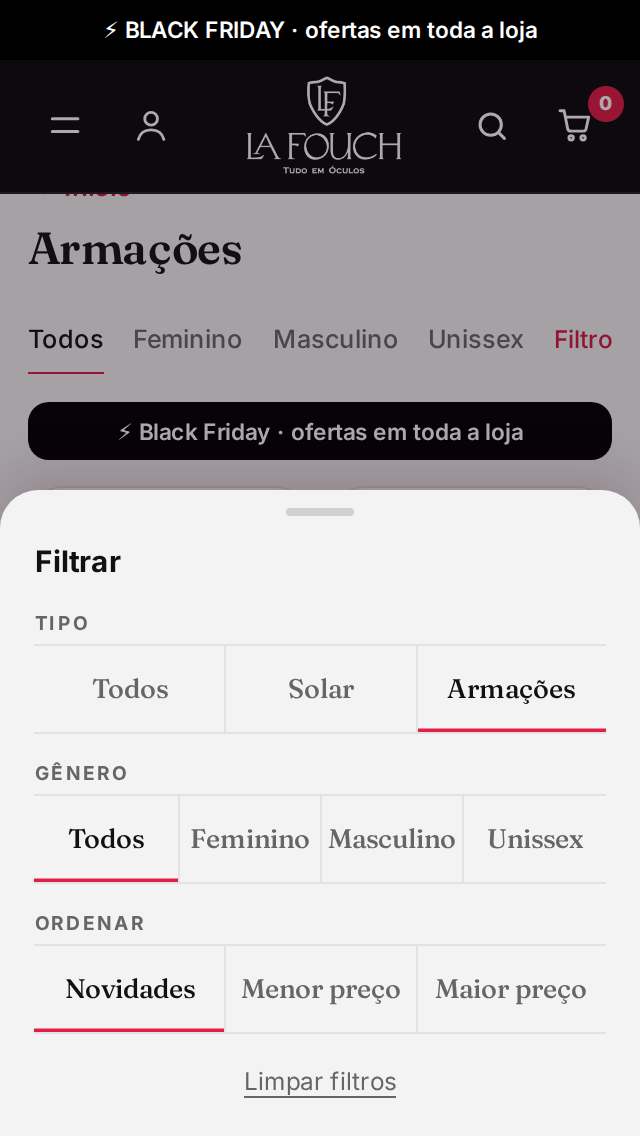 ⚡ BLACK FRIDAY · ofertas em toda a loja
LF
0
LA FOUCH
TUDO EM ÓCULOS
Início
Armações
Todos Feminino Masculino Unissex Filtro
⚡ Black Friday · ofertas em toda a loja
Filtrar
TIPO
Todos Solar Armações
GÊNERO
Todos Feminino Masculino Unissex
ORDENAR
Novidades Menor preço Maior preço
Limpar filtros